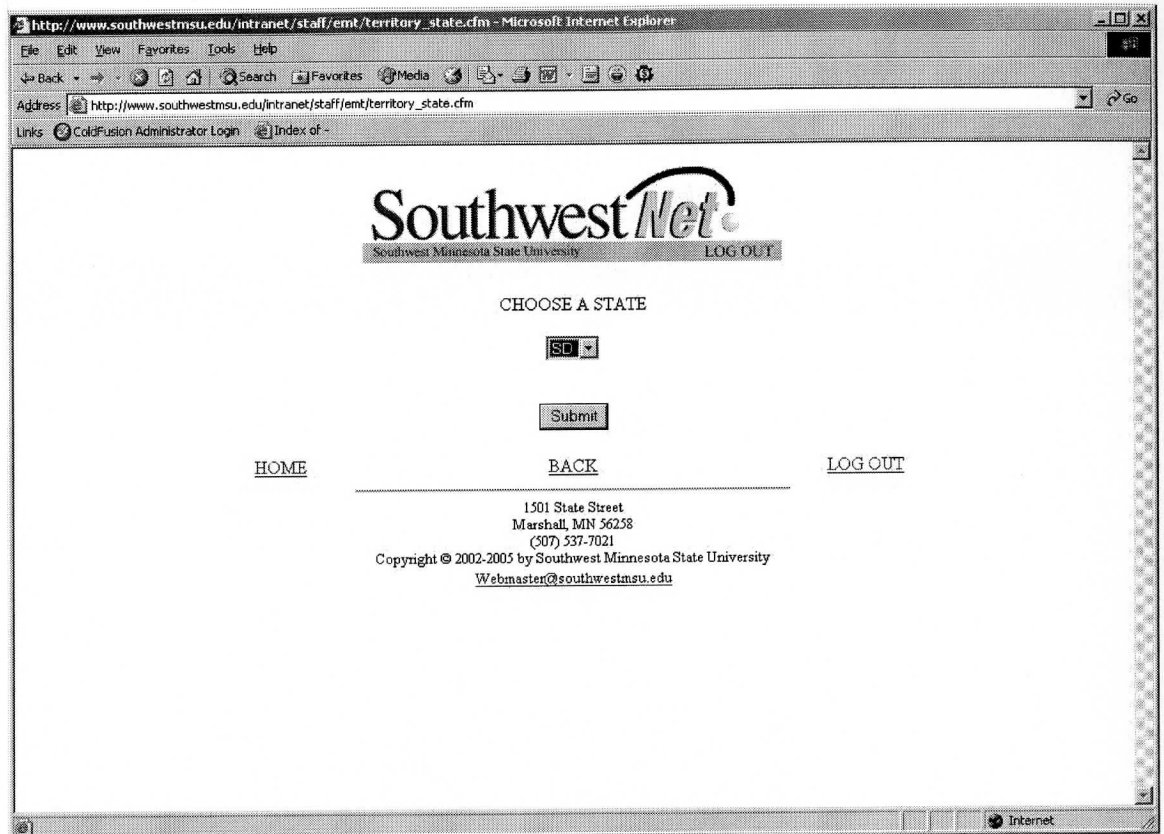 http://www.southwestmsu.edu/intranet/staff/emt/territory_state.cfm - Microsoft Internet Explorer
File Edit View Favorites Tools Help
Back Search Favorites Media
Address http://www.southwestmsu.edu/intranet/staff/emt/territory_state.cfm Go
Links ColdFusion Administrator Login Index of -
SouthwestNet
Southwest Minnesota State University LOG OUT
CHOOSE A STATE
SD
Submit
HOME BACK LOG OUT
1501 State Street
Marshall, MN 56258
(507) 537-7021
Copyright © 2002-2005 by Southwest Minnesota State University
Webmaster@southwestmsu.edu
Internet